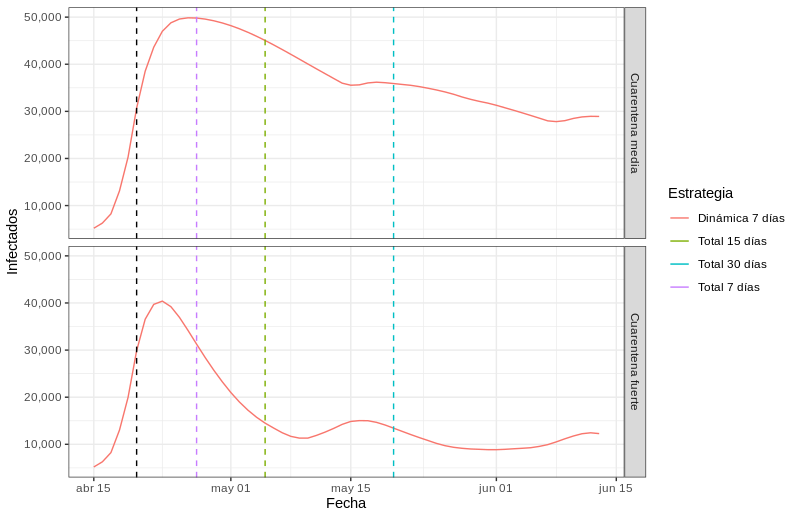 50,000
40,000
30,000
20,000
10,000
Cuarentena media
50,000
40,000
30,000
20,000
10,000
Cuarentena fuerte
Infectados
abr 15
may 01
may 15
jun 01
jun 15
Fecha
Estrategia
Dinámica 7 días
Total 15 días
Total 30 días
Total 7 días